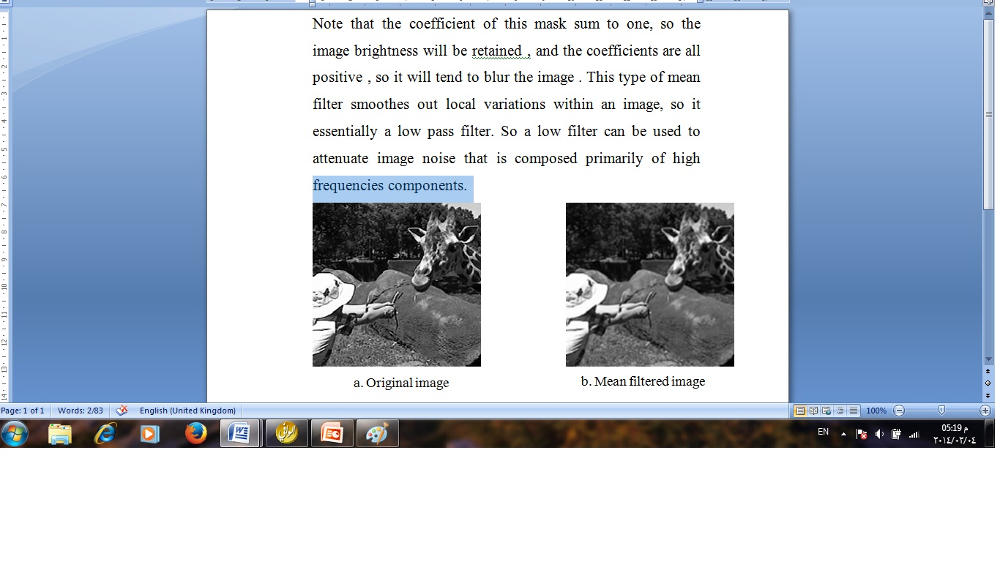 Note that the coefficient of this mask sum to one, so the
image brightness will be retained , and the coefficients are all
positive , so it will tend to blur the image . This type of mean
filter smoothes out local variations within an image, so it
essentially a low pass filter. So a low filter can be used to
attenuate image noise that is composed primarily of high
frequencies components.
a. Original image
b. Mean filtered image
Page: 1 of 1
Words: 2/83
English (United Kingdom)
100%
الوافي
EN
05:19 م
٢٠١٤/٠٢/٠٤